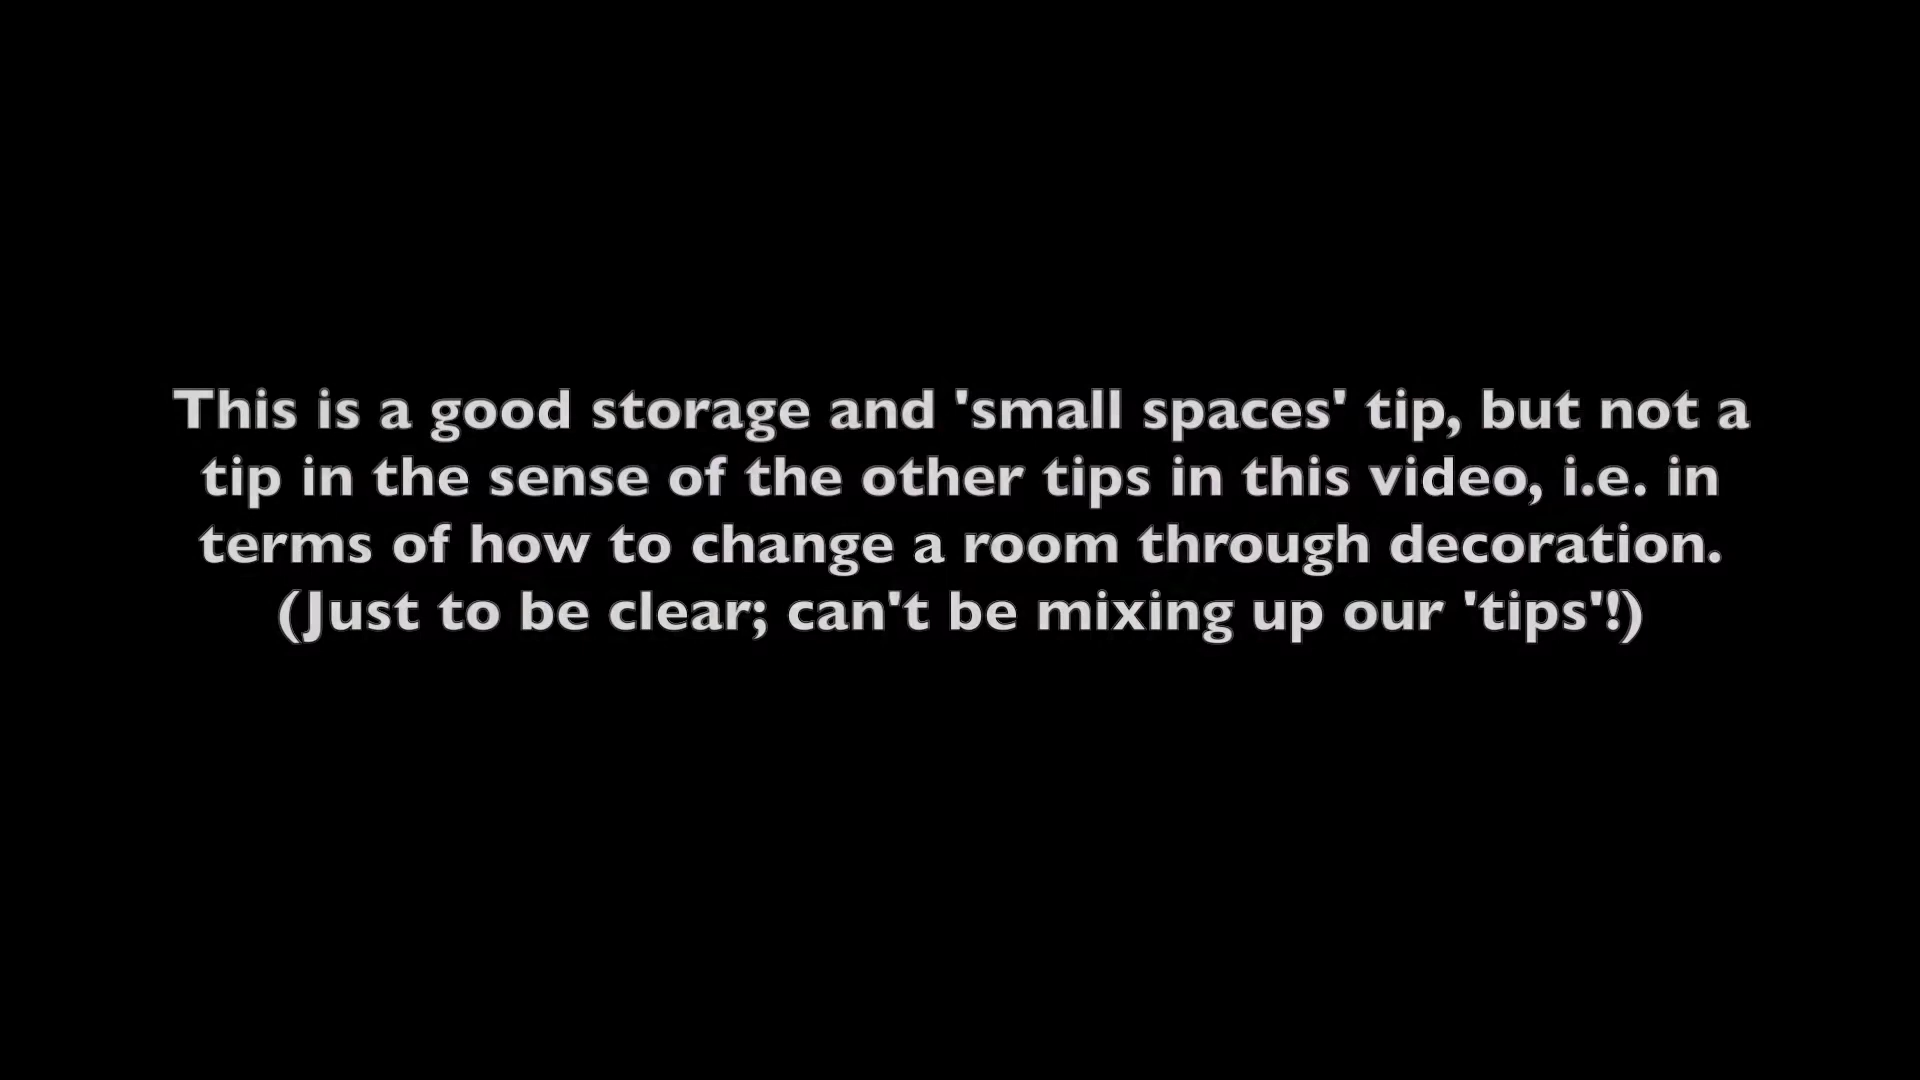 This is a good storage and 'small spaces' tip, but not a
tip in the sense of the other tips in this video, i.e. in
terms of how to change a room through decoration.
(Just to be clear; can't be mixing up our 'tips'!)